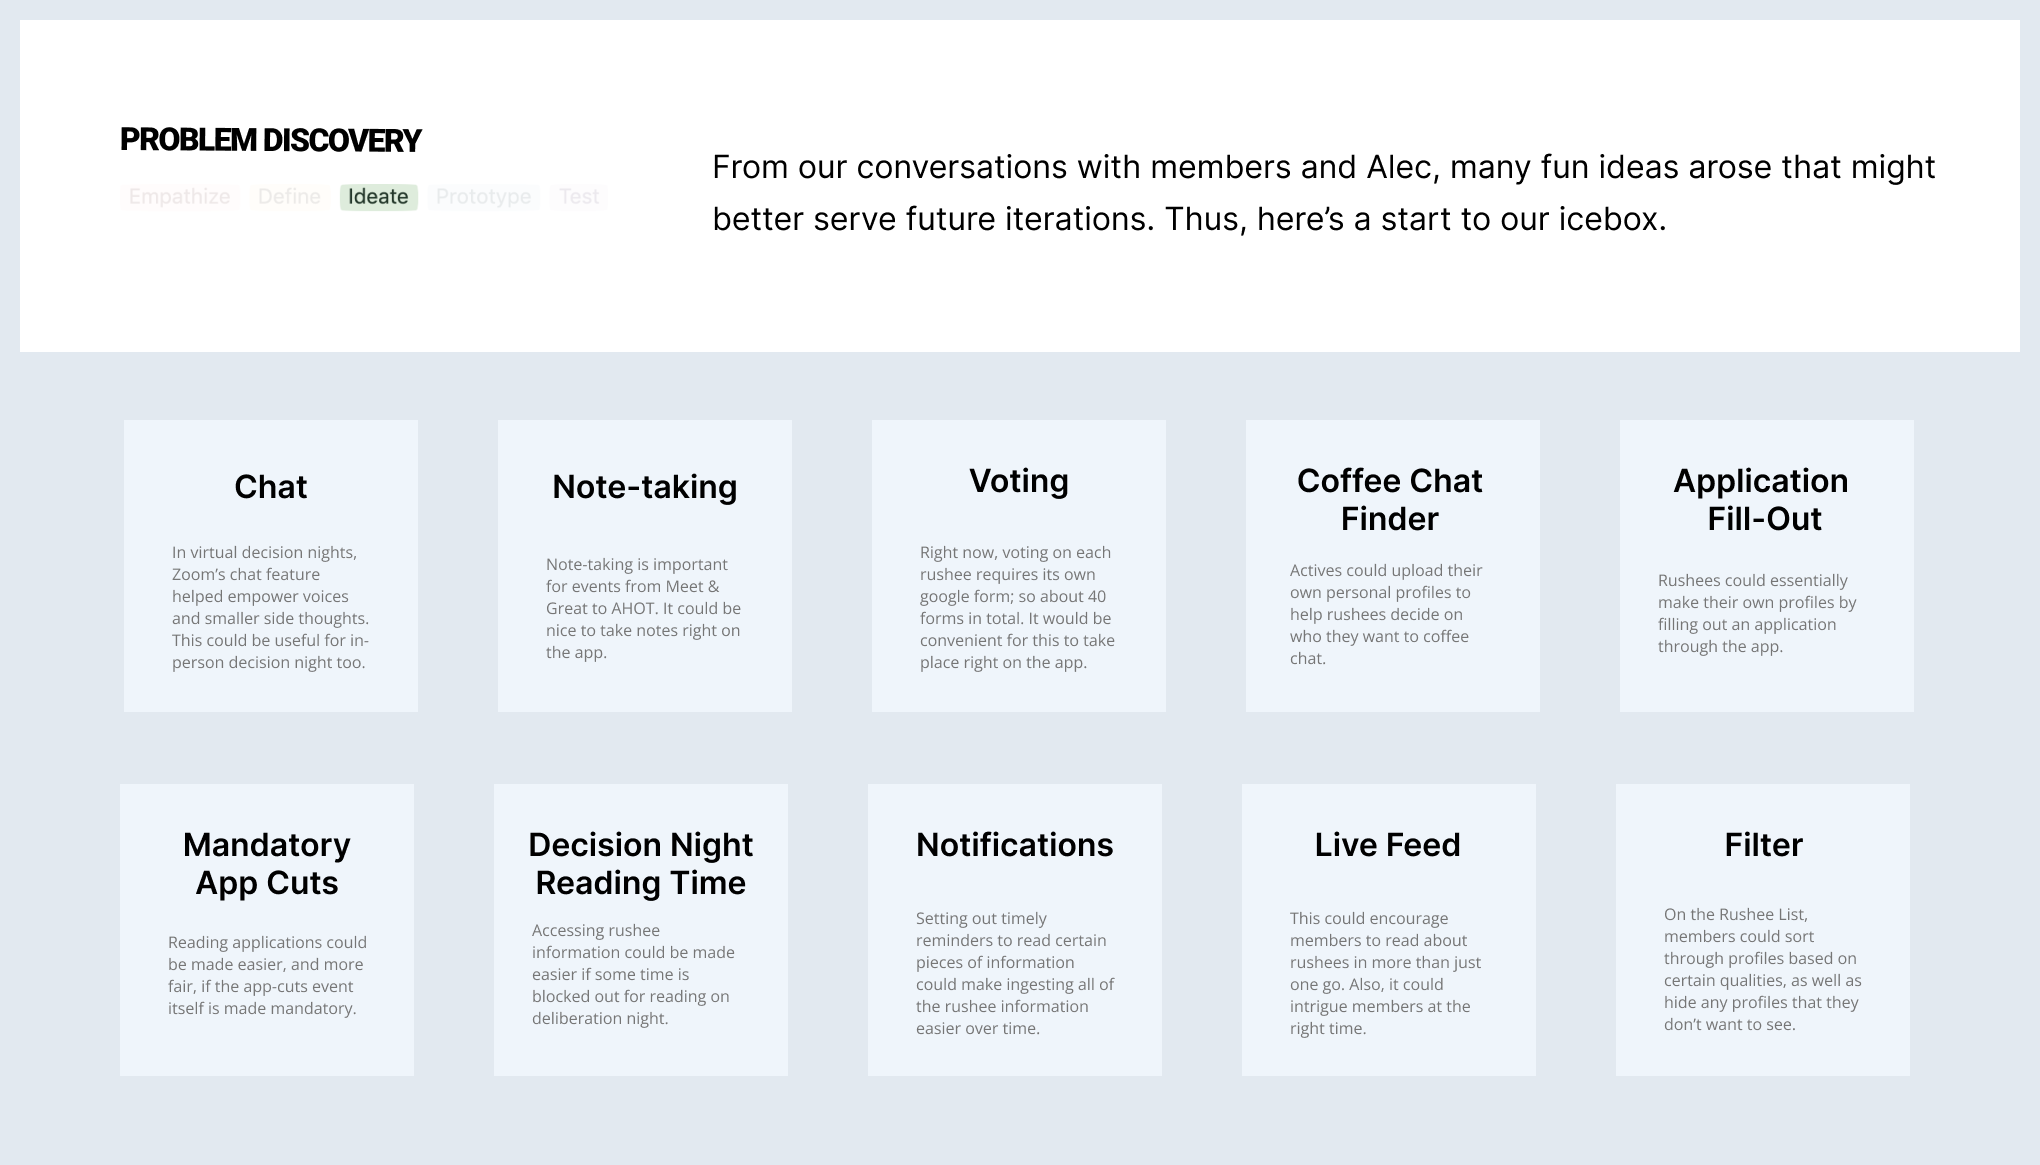 PROBLEM DISCOVERY
Empathize Define Ideate Prototype Test
From our conversations with members and Alec, many fun ideas arose that might
better serve future iterations. Thus, here’s a start to our icebox.
Chat
In virtual decision nights,
Zoom’s chat feature
helped empower voices
and smaller side thoughts.
This could be useful for in-
person decision night too.
Note-taking
Note-taking is important
for events from Meet &
Great to AHOT. It could be
nice to take notes right on
the app.
Voting
Right now, voting on each
rushee requires its own
google form; so about 40
forms in total. It would be
convenient for this to take
place right on the app.
Coffee Chat
Finder
Actives could upload their
own personal profiles to
help rushees decide on
who they want to coffee
chat.
Application
Fill-Out
Rushees could essentially
make their own profiles by
filling out an application
through the app.
Mandatory
App Cuts
Reading applications could
be made easier, and more
fair, if the app-cuts event
itself is made mandatory.
Decision Night
Reading Time
Accessing rushee
information could be made
easier if some time is
blocked out for reading on
deliberation night.
Notifications
Setting out timely
reminders to read certain
pieces of information
could make ingesting all of
the rushee information
easier over time.
Live Feed
This could encourage
members to read about
rushees in more than just
one go. Also, it could
intrigue members at the
right time.
Filter
On the Rushee List,
members could sort
through profiles based on
certain qualities, as well as
hide any profiles that they
don’t want to see.